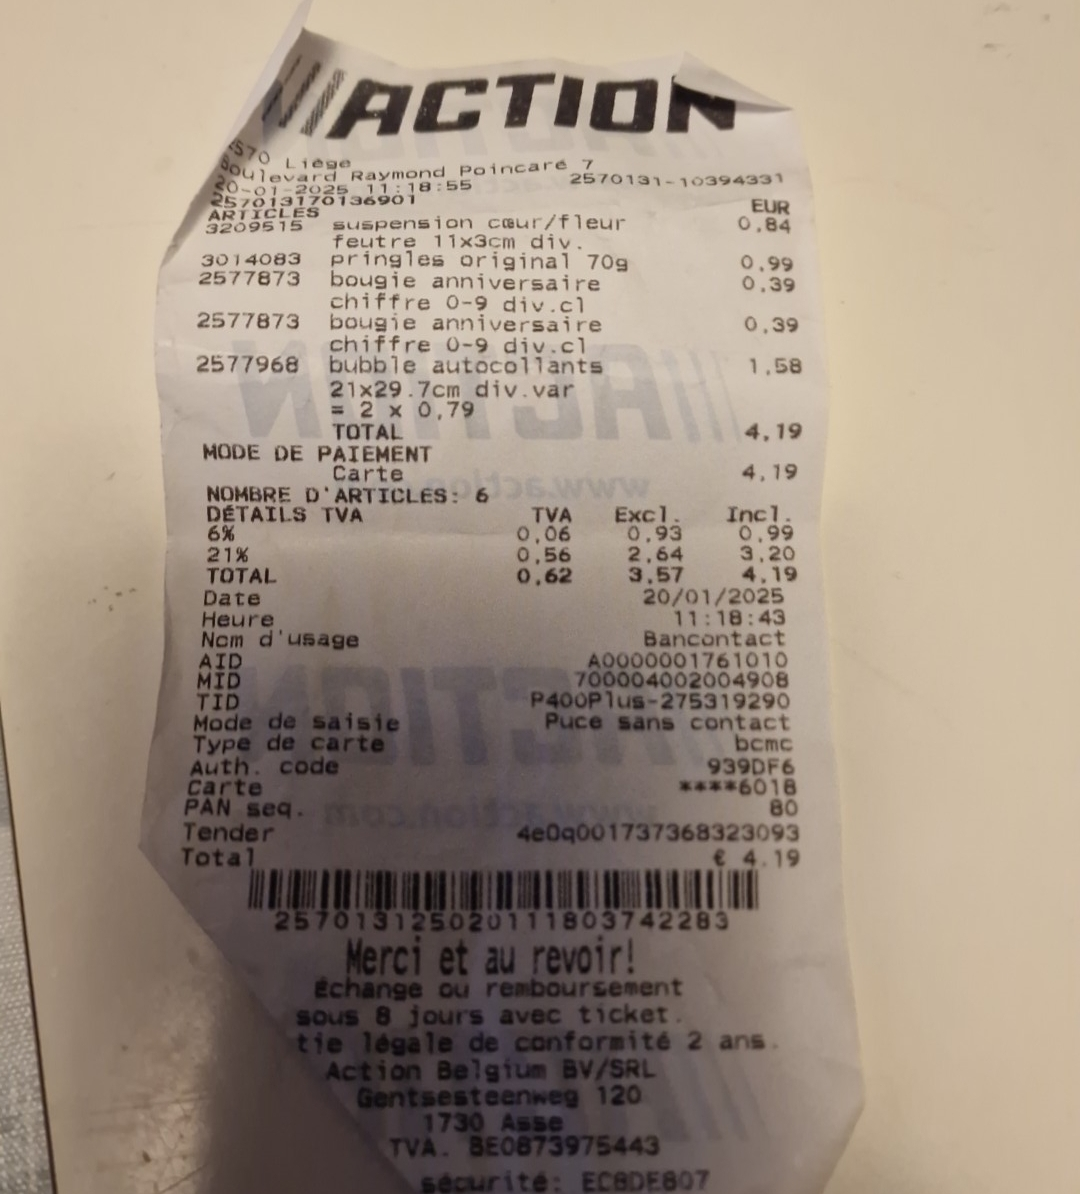 ACTION
2570 Liège
Boulevard Raymond Poincaré 7
20-01-2025 11:18:55 2570131-10394331
257013170136901
ARTICLES EUR
3209515 suspension cœur/fleur 0,84
feutre 11x3cm div.
3014083 pringles original 70g 0,99
2577873 bougie anniversaire 0,39
chiffre 0-9 div.cl
2577873 bougie anniversaire 0,39
chiffre 0-9 div.cl
2577968 bubble autocollants 1,58
21x29.7cm div.var
= 2 x 0,79
TOTAL 4,19
MODE DE PAIEMENT
Carte 4,19
NOMBRE D'ARTICLES: 6
DÉTAILS TVA TVA Excl. Incl.
6% 0,06 0,93 0,99
21% 0,56 2,64 3,20
TOTAL 0,62 3,57 4,19
Date 20/01/2025
Heure 11:18:43
Nom d'usage Bancontact
AID A0000001761010
MID 700004002004908
TID P400Plus-275319290
Mode de saisie Puce sans contact
Type de carte bcmc
Auth. code 939DF6
Carte ****6018
PAN seq. 80
Tender 4e0q001737368323093
Total € 4.19
2570131250201118037422 83
Merci et au revoir!
Échange ou remboursement
sous 8 jours avec ticket.
tie légale de conformité 2 ans.
Action Belgium BV/SRL
Gentsesteenweg 120
1730 Asse
TVA. BE0873975443
sécurité: EC8DE807